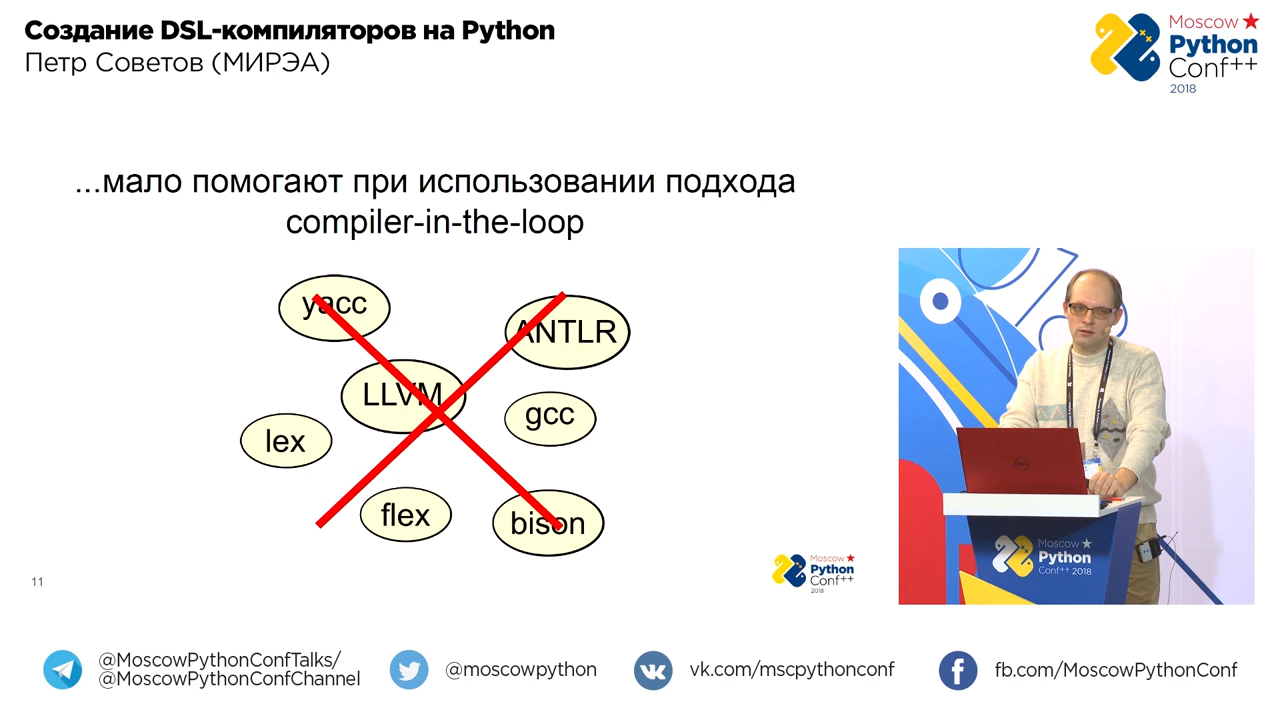 Создание DSL-компиляторов на Python
Петр Советов (МИРЭА)
Moscow
Python
Conf++
2018
...мало помогают при использовании подхода
compiler-in-the-loop
yacc
ANTLR
LLVM
gcc
lex
flex
bison
11
Moscow
Python
Conf++
2018
Moscow
Python
Conf++ 2018
@MoscowPythonConfTalks/
@MoscowPythonConfChannel
@moscowpython
vk.com/mscpythonconf
fb.com/MoscowPythonConf